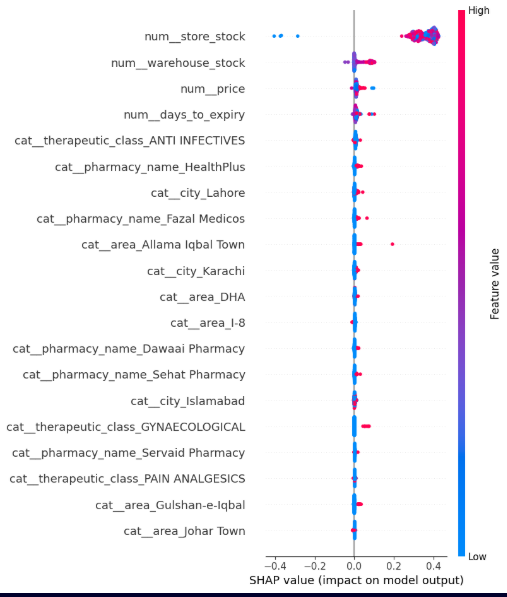 High
num__store_stock
num__warehouse_stock
num__price
num__days_to_expiry
cat__therapeutic_class_ANTI INFECTIVES
cat__pharmacy_name_HealthPlus
cat__city_Lahore
cat__pharmacy_name_Fazal Medicos
cat__area_Allama Iqbal Town
cat__city_Karachi
cat__area_DHA
cat__area_I-8
cat__pharmacy_name_Dawaai Pharmacy
cat__pharmacy_name_Sehat Pharmacy
cat__city_Islamabad
cat__therapeutic_class_GYNAECOLOGICAL
cat__pharmacy_name_Servaid Pharmacy
cat__therapeutic_class_PAIN ANALGESICS
cat__area_Gulshan-e-Iqbal
cat__area_Johar Town
Feature value
Low
−0.4 −0.2 0.0 0.2 0.4
SHAP value (impact on model output)